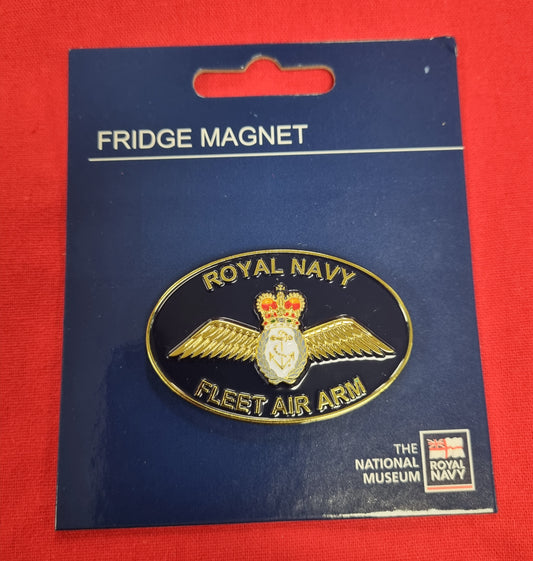 FRIDGE MAGNET
ROYAL NAVY
FLEET AIR ARM
THE
NATIONAL
MUSEUM
ROYAL
NAVY